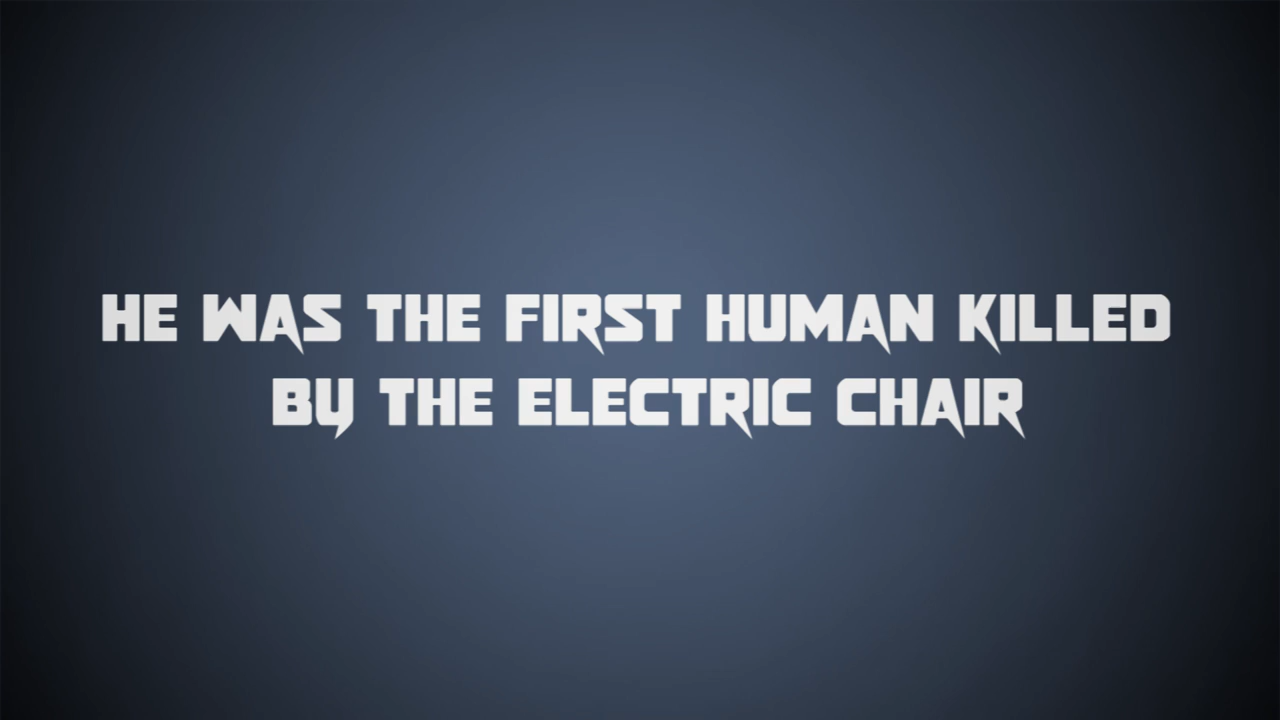 HE WAS THE FIRST HUMAN KILLED
BY THE ELECTRIC CHAIR